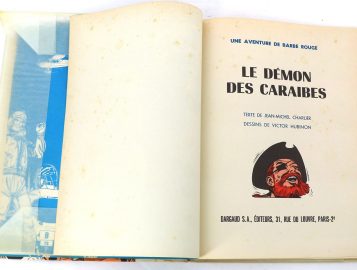 UNE AVENTURE DE BARBE ROUGE
LE DÉMON
DES CARAIBES
TEXTE DE JEAN-MICHEL CHARLIER
DESSINS DE VICTOR HUBINON
DARGAUD S.A., ÉDITEURS, 31, RUE DU LOUVRE, PARIS-2e